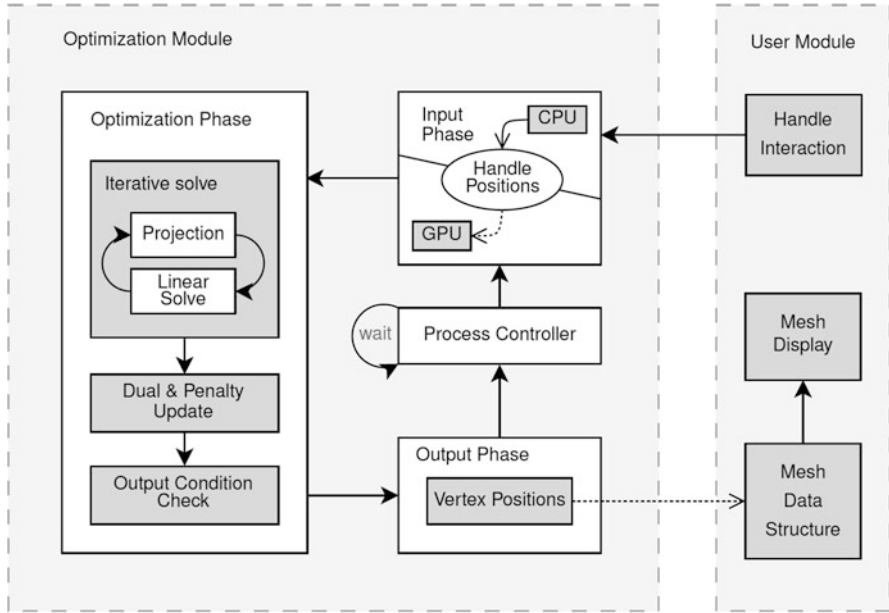 Optimization Module
Optimization Phase
Iterative solve
Projection
Linear
Solve
Dual & Penalty
Update
Output Condition
Check
Input
Phase
CPU
Handle
Positions
GPU
wait
Process Controller
Output Phase
Vertex Positions
User Module
Handle
Interaction
Mesh
Display
Mesh
Data
Structure